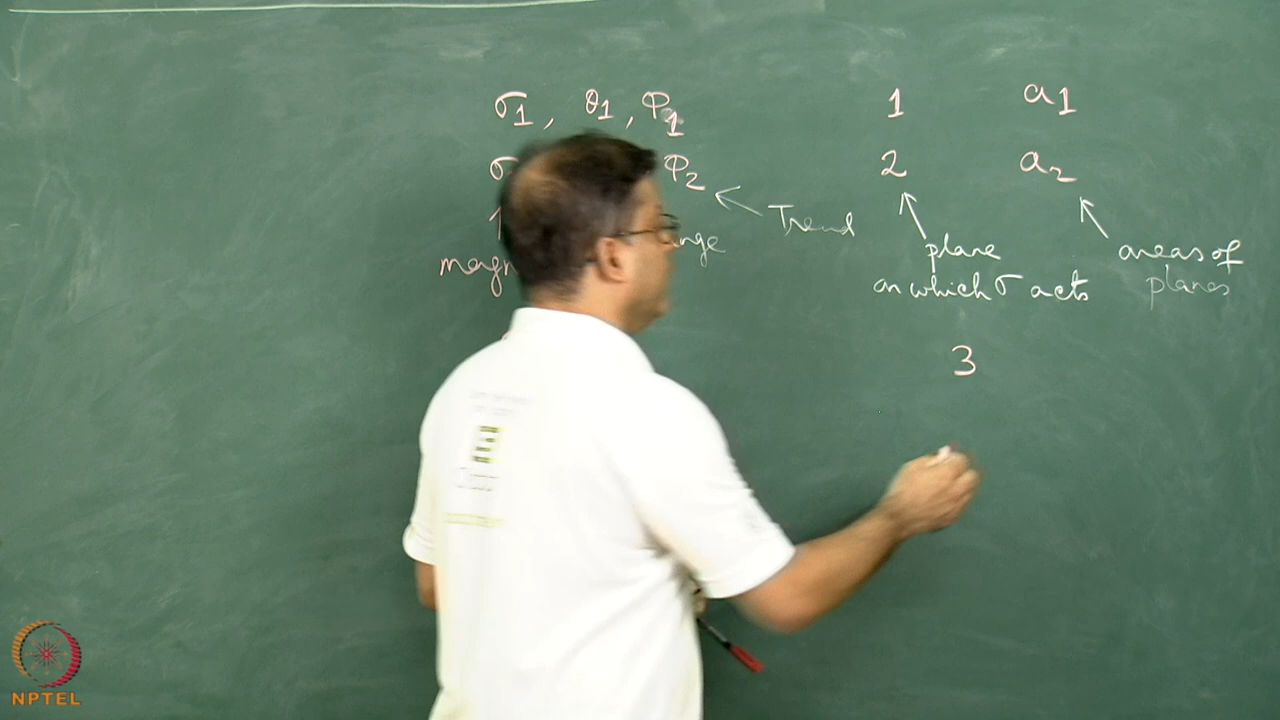 σ1, θ1, φ1 1 a1
σ φ2 2 a2
Trend
plane areas of
on which σ acts planes
3
NPTEL